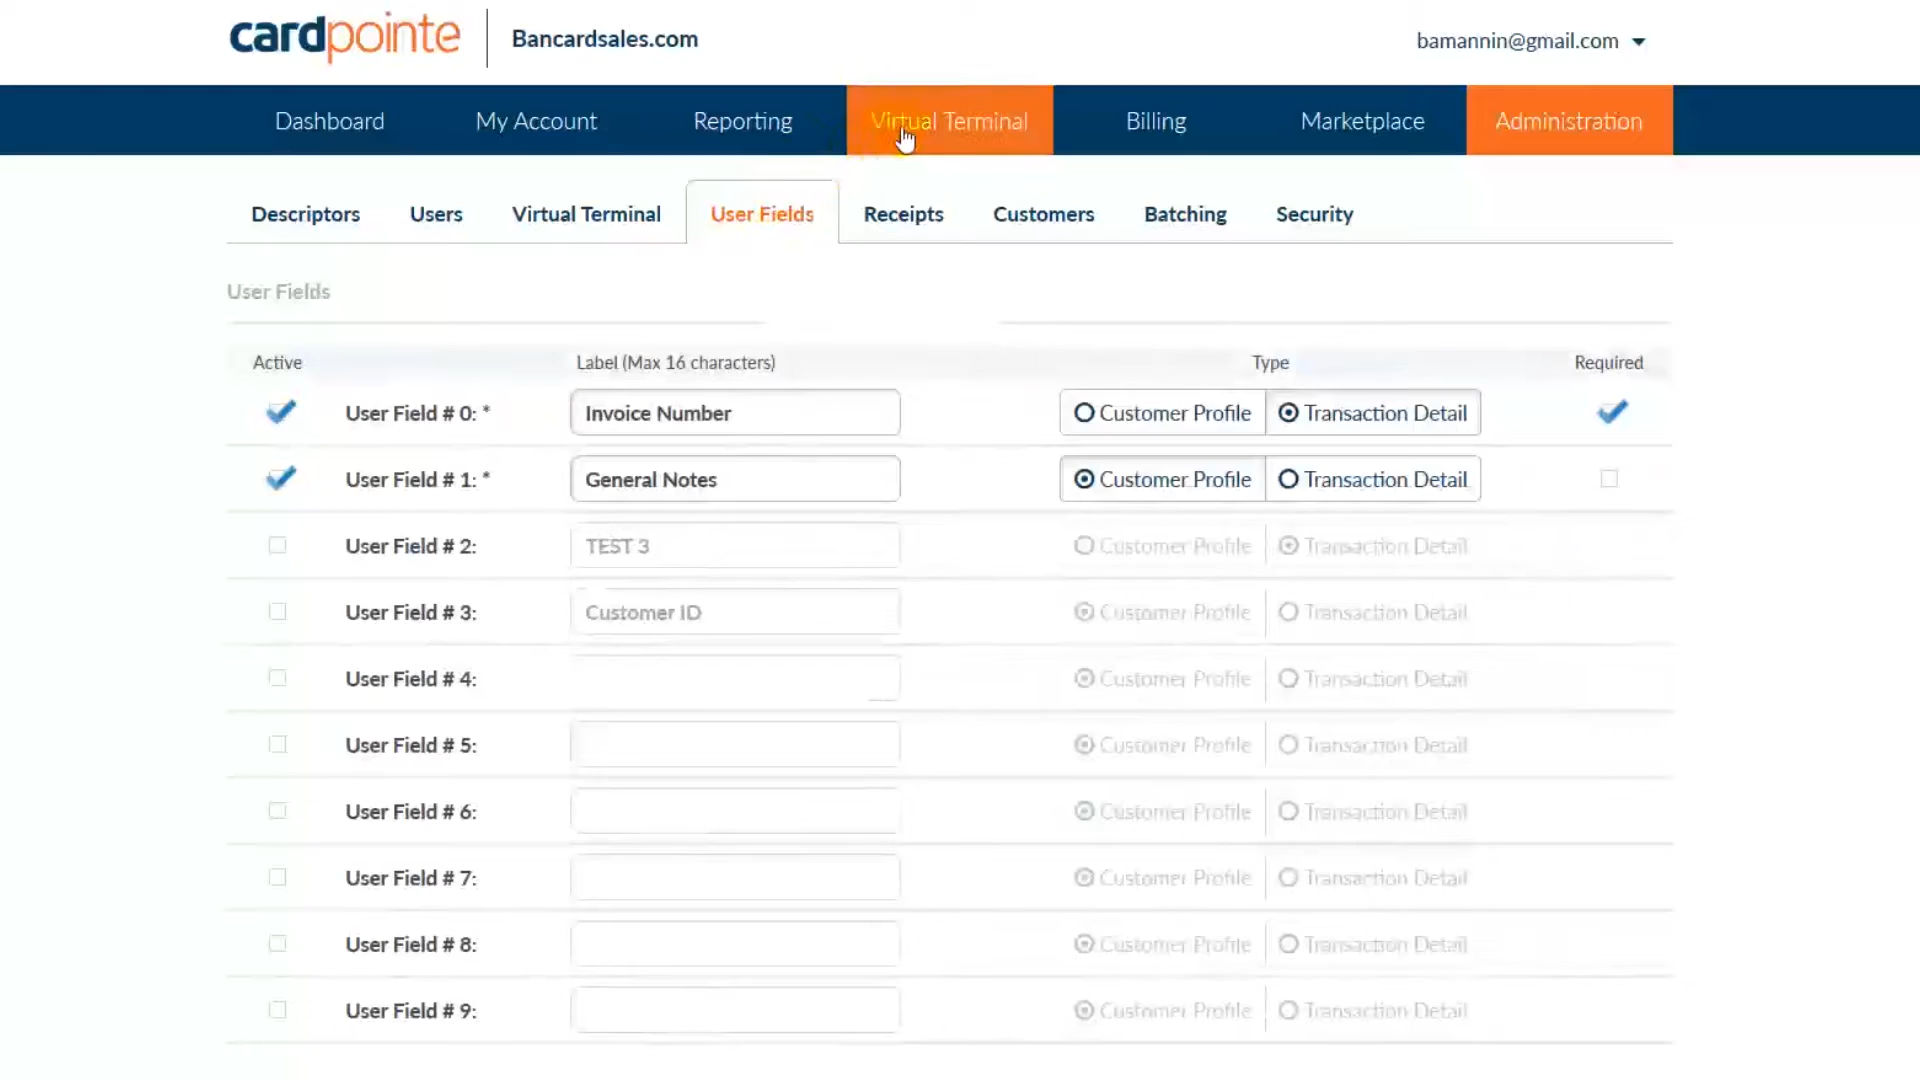 cardpointe Bancardsales.com bamannin@gmail.com
Dashboard My Account Reporting Virtual Terminal Billing Marketplace Administration
Descriptors Users Virtual Terminal User Fields Receipts Customers Batching Security
User Fields
Active Label (Max 16 characters) Type Required
User Field # 0: * Invoice Number Customer Profile Transaction Detail
User Field # 1: * General Notes Customer Profile Transaction Detail
User Field # 2: TEST 3 Customer Profile Transaction Detail
User Field # 3: Customer ID Customer Profile Transaction Detail
User Field # 4: Customer Profile Transaction Detail
User Field # 5: Customer Profile Transaction Detail
User Field # 6: Customer Profile Transaction Detail
User Field # 7: Customer Profile Transaction Detail
User Field # 8: Customer Profile Transaction Detail
User Field # 9: Customer Profile Transaction Detail